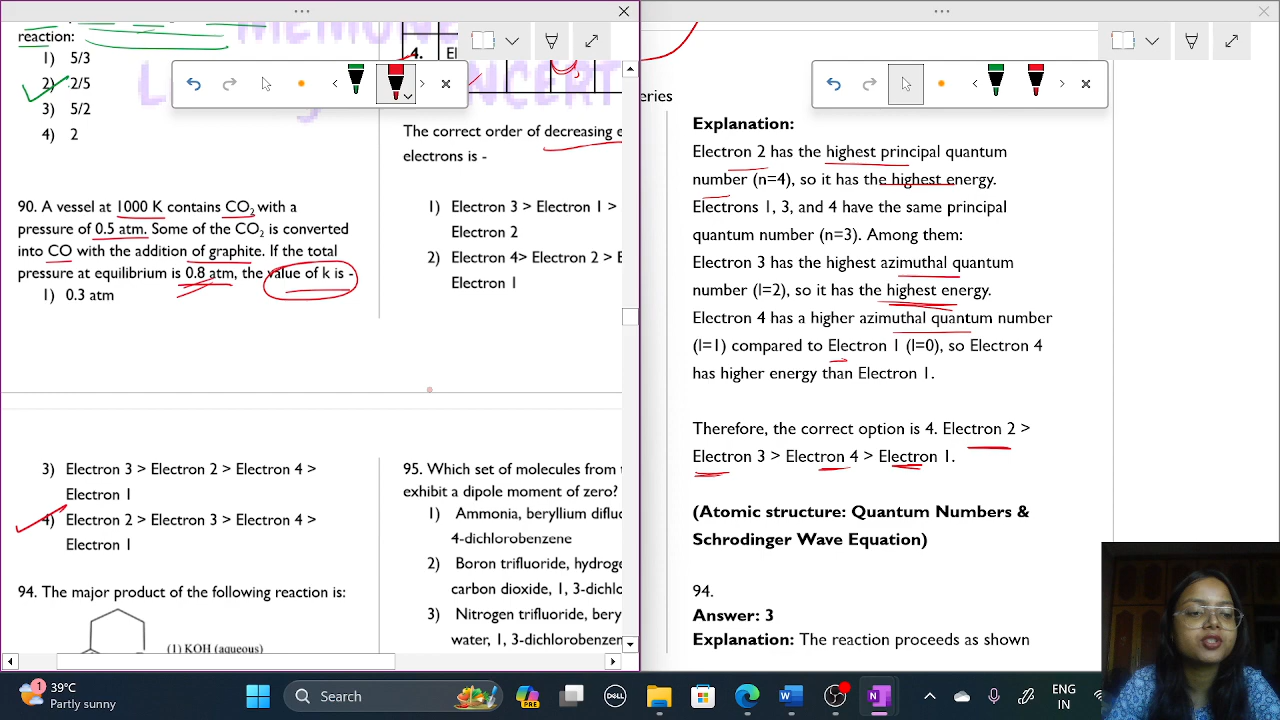 reaction:
1) 5/3
2) 2/5
3) 5/2
4) 2
90. A vessel at 1000 K contains CO₂ with a
pressure of 0.5 atm. Some of the CO₂ is converted
into CO with the addition of graphite. If the total
pressure at equilibrium is 0.8 atm, the value of k is -
1) 0.3 atm
4.
The correct order of decreasing e
electrons is -
1) Electron 3 > Electron 1 >
Electron 2
2) Electron 4> Electron 2 > E
Electron 1
3) Electron 3 > Electron 2 > Electron 4 >
Electron 1
4) Electron 2 > Electron 3 > Electron 4 >
Electron 1
94. The major product of the following reaction is:
(1) KOH (aqueous)
95. Which set of molecules from
exhibit a dipole moment of zero?
1) Ammonia, beryllium difluo
4-dichlorobenzene
2) Boron trifluoride, hydroge
carbon dioxide, 1, 3-dichlo
3) Nitrogen trifluoride, bery
water, 1, 3-dichlorobenzen
eries
Explanation:
Electron 2 has the highest principal quantum
number (n=4), so it has the highest energy.
Electrons 1, 3, and 4 have the same principal
quantum number (n=3). Among them:
Electron 3 has the highest azimuthal quantum
number (l=2), so it has the highest energy.
Electron 4 has a higher azimuthal quantum number
(l=1) compared to Electron 1 (l=0), so Electron 4
has higher energy than Electron 1.
Therefore, the correct option is 4. Electron 2 >
Electron 3 > Electron 4 > Electron 1.
(Atomic structure: Quantum Numbers &
Schrodinger Wave Equation)
94.
Answer: 3
Explanation: The reaction proceeds as shown
1
39°C
Partly sunny
Search
PRE
DELL
ENG
IN